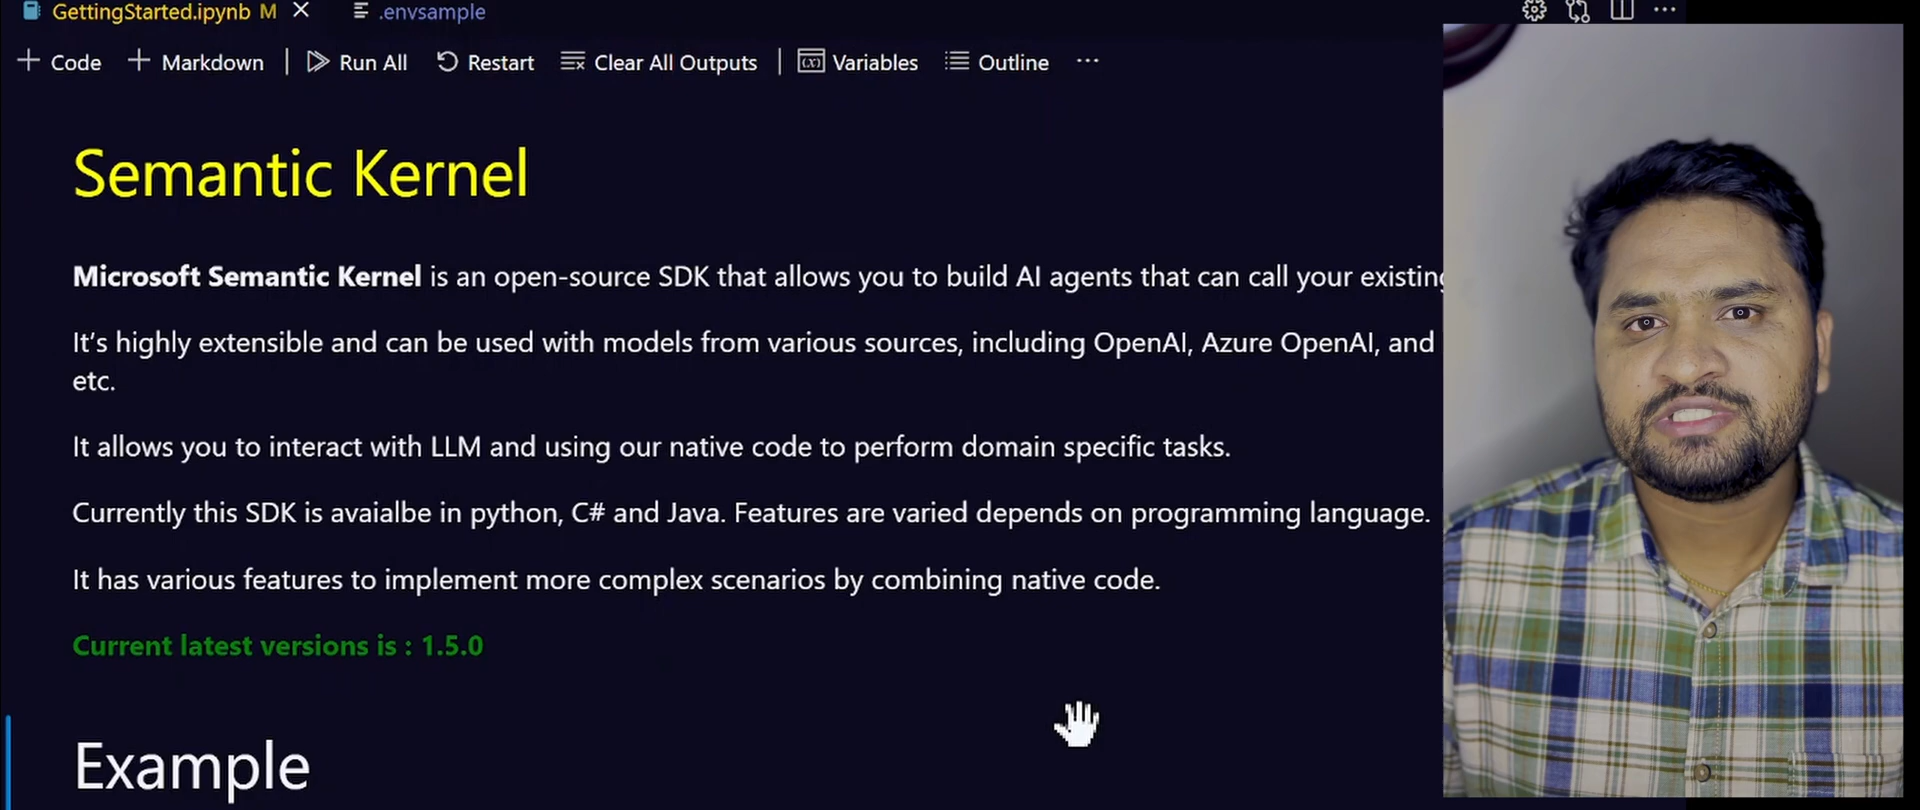 GettingStarted.ipynb M
.envsample
Code Markdown Run All Restart Clear All Outputs Variables Outline
Semantic Kernel
Microsoft Semantic Kernel is an open-source SDK that allows you to build AI agents that can call your existing
It’s highly extensible and can be used with models from various sources, including OpenAI, Azure OpenAI, and
etc.
It allows you to interact with LLM and using our native code to perform domain specific tasks.
Currently this SDK is avaialbe in python, C# and Java. Features are varied depends on programming language.
It has various features to implement more complex scenarios by combining native code.
Current latest versions is : 1.5.0
Example